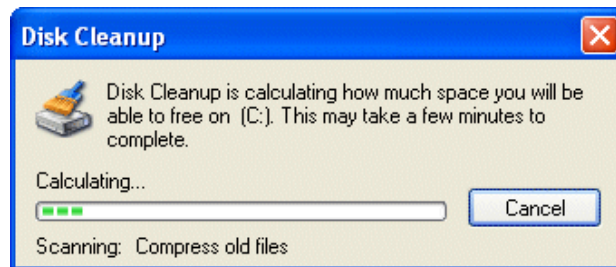 Disk Cleanup
Disk Cleanup is calculating how much space you will be
able to free on  (C:). This may take a few minutes to
complete.
Calculating...
Cancel
Scanning:   Compress old files